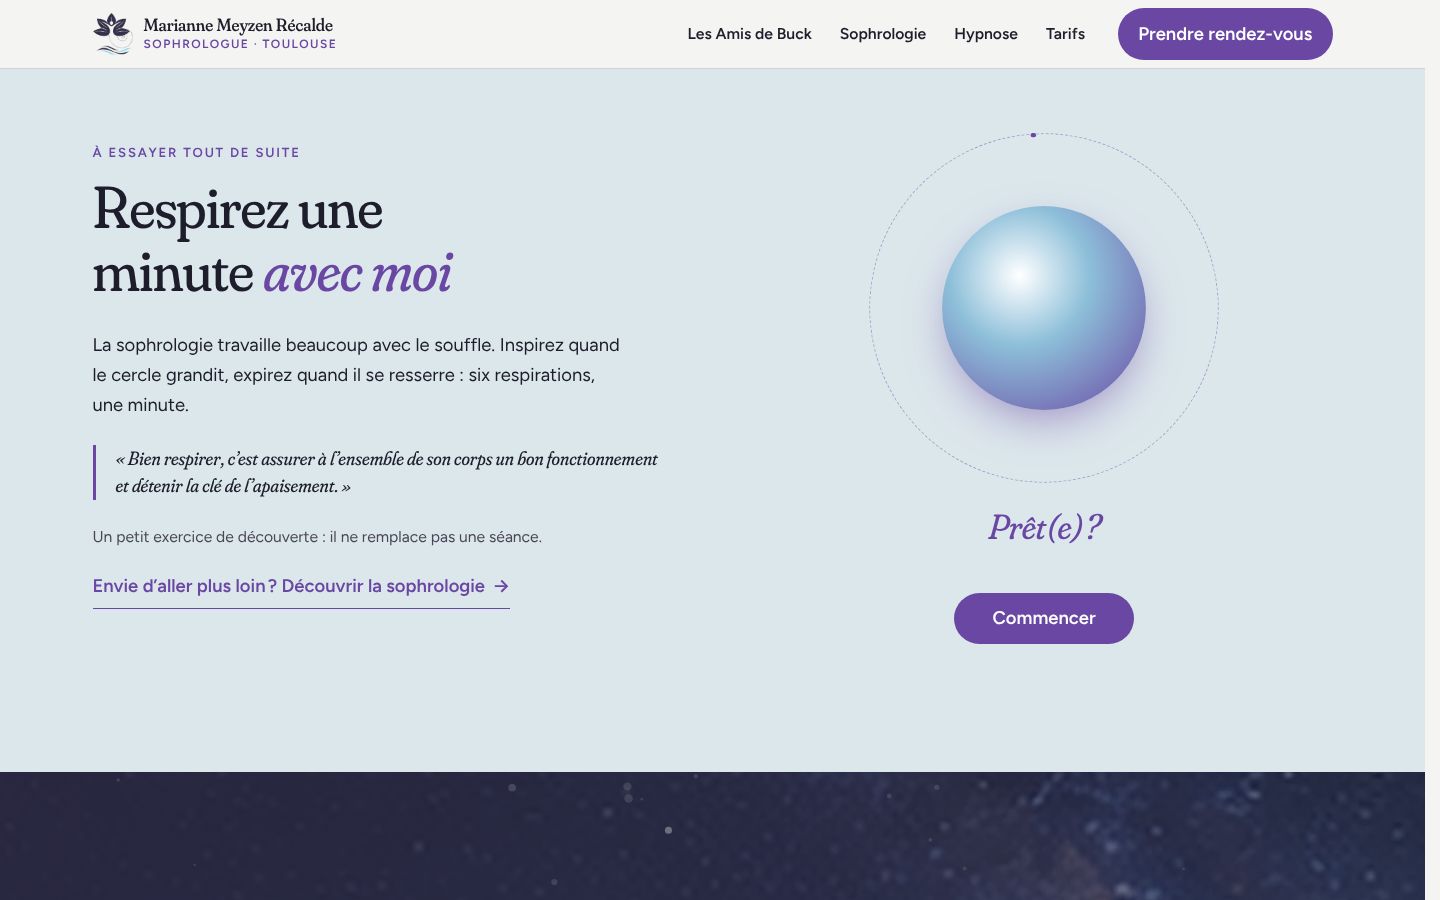 Marianne Meyzen Récalde
SOPHROLOGUE · TOULOUSE
Les Amis de Buck
Sophrologie
Hypnose
Tarifs
Prendre rendez-vous
À ESSAYER TOUT DE SUITE
Respirez une
minute avec moi
La sophrologie travaille beaucoup avec le souffle. Inspirez quand
le cercle grandit, expirez quand il se resserre : six respirations,
une minute.
« Bien respirer, c’est assurer à l’ensemble de son corps un bon fonctionnement
et détenir la clé de l’apaisement. »
Un petit exercice de découverte : il ne remplace pas une séance.
Envie d’aller plus loin ? Découvrir la sophrologie →
Prêt(e) ?
Commencer